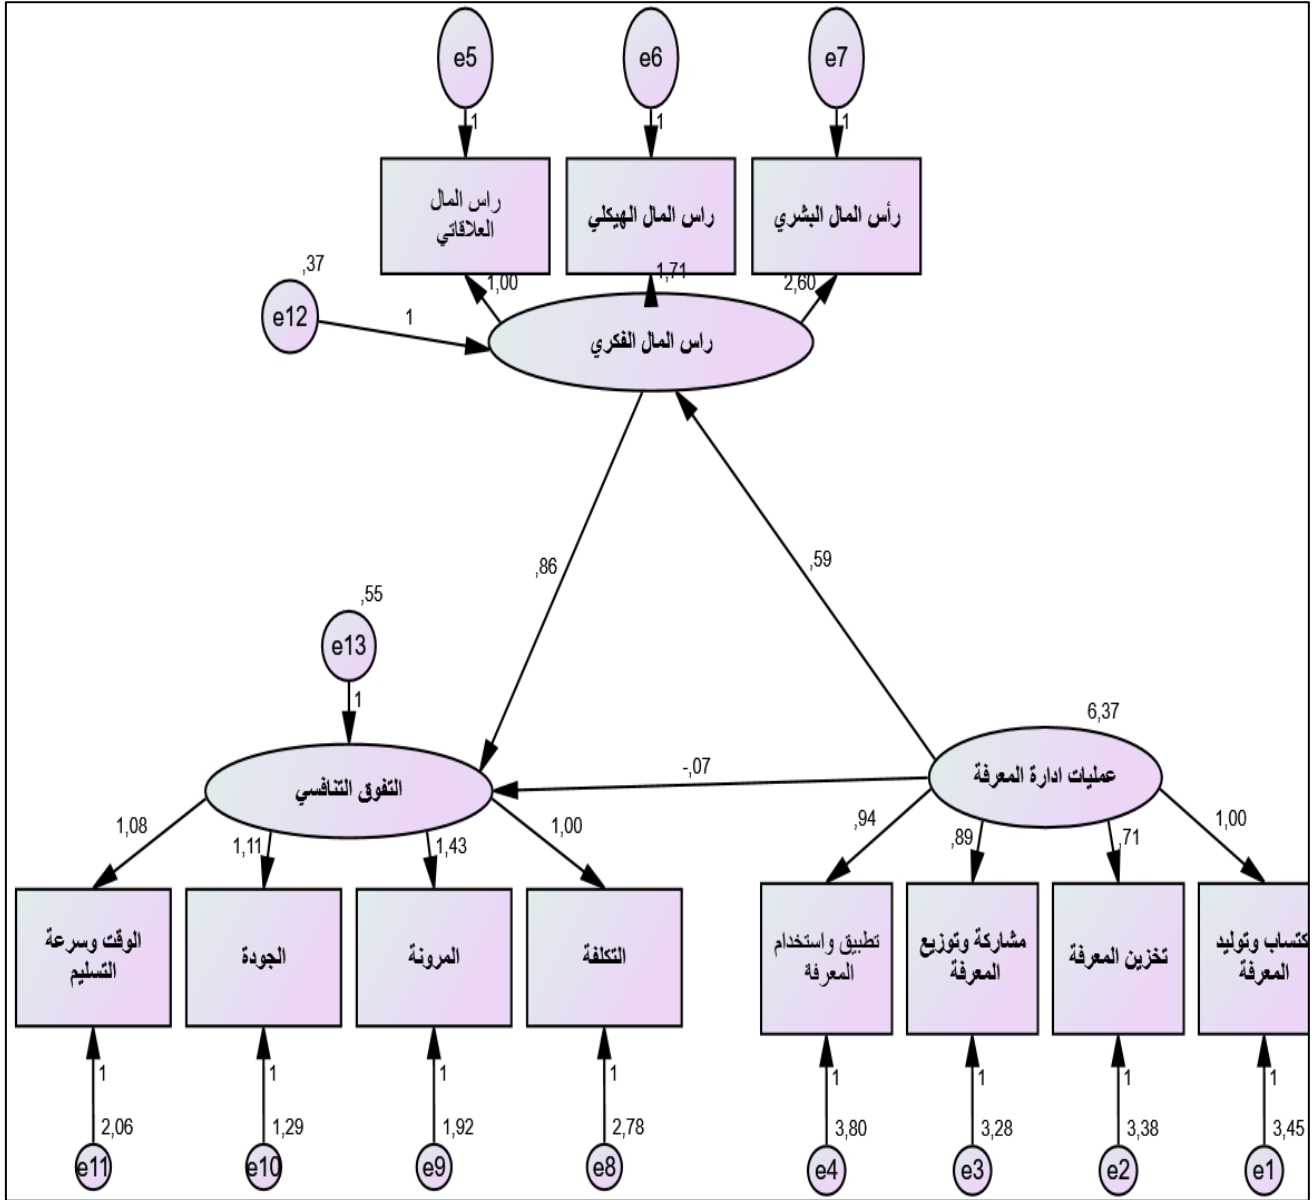 e5
e6
e7
1
1
1
راس المال
العلاقاتي
راس المال الهيكلي
رأس المال البشري
1,00
1,71
2,60
,37
e12
1
راس المال الفكري
,86
,59
,55
e13
1
6,37
التفوق التنافسي
-,07
عمليات ادارة المعرفة
1,08
1,11
1,43
1,00
,94
,89
,71
1,00
الوقت وسرعة
التسليم
الجودة
المرونة
التكلفة
تطبيق واستخدام
المعرفة
مشاركة وتوزيع
المعرفة
تخزين المعرفة
كتساب وتوليد
المعرفة
1
1
1
1
1
1
1
1
2,06
1,29
1,92
2,78
3,80
3,28
3,38
3,45
e11
e10
e9
e8
e4
e3
e2
e1